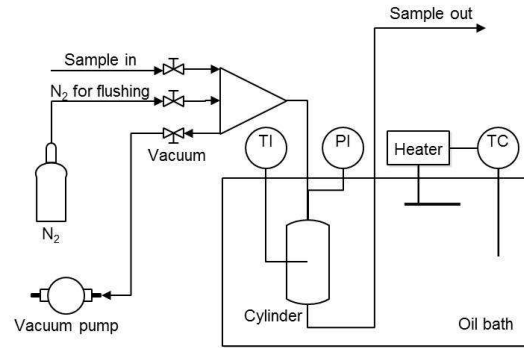 Sample out
Sample in
N₂ for flushing
Vacuum
TI
PI
Heater
TC
N₂
Cylinder
Oil bath
Vacuum pump